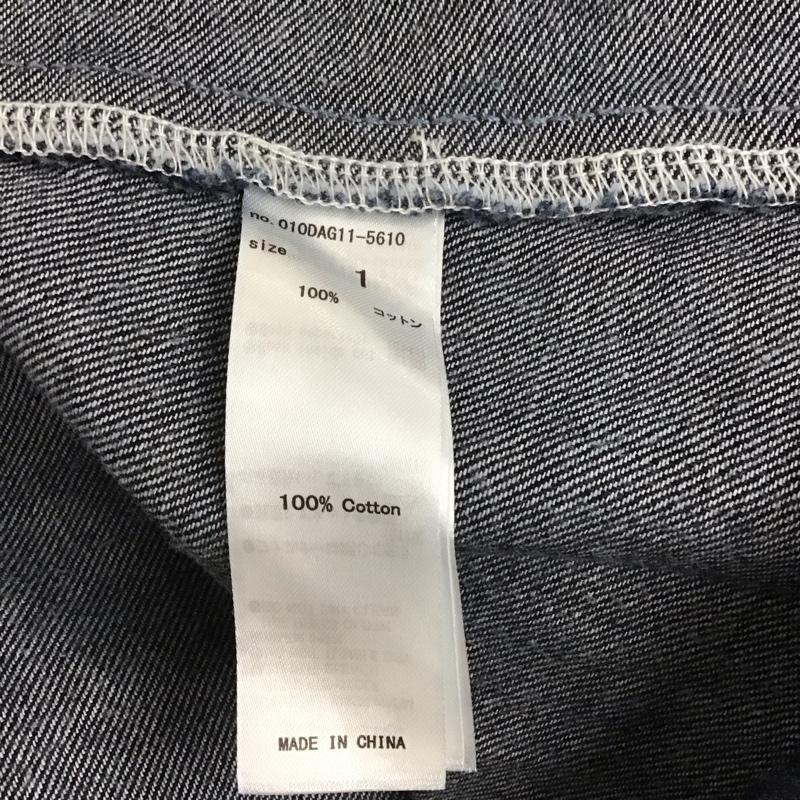 no. 010DAG11-5610
size
1
100% コットン
100% Cotton
MADE IN CHINA